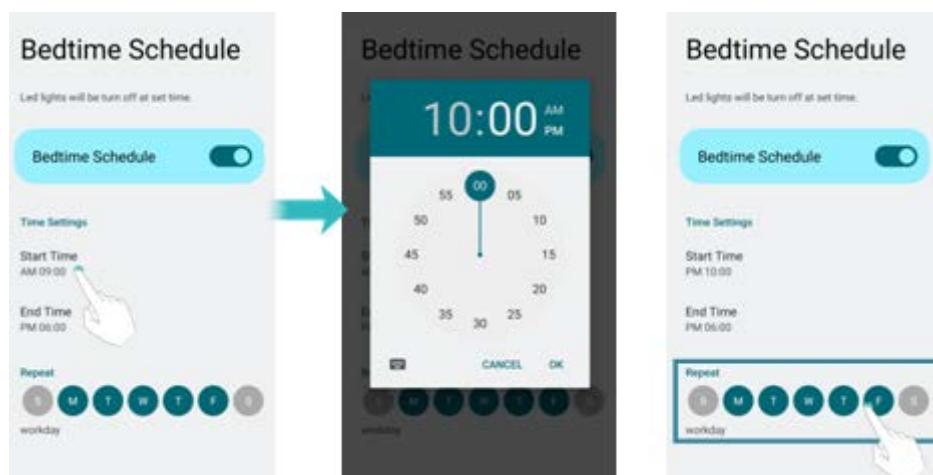 Bedtime Schedule
Led lights will be turn off at set time.
Bedtime Schedule
Time Settings
Start Time
AM 09:00
End Time
PM 06:00
Repeat
S M T W T F S
workday
Bedtime Schedule
10:00 AM
PM
00
05
10
15
20
25
30
35
40
45
50
55
CANCEL OK
workday
Bedtime Schedule
Led lights will be turn off at set time.
Bedtime Schedule
Time Settings
Start Time
PM 10:00
End Time
PM 06:00
Repeat
S M T W T F S
workday